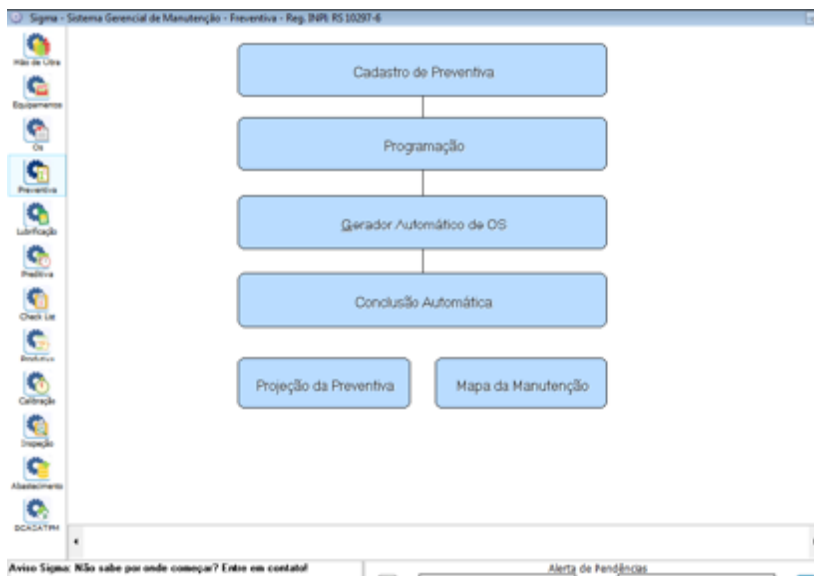 Sigma - Sistema Gerencial de Manutenção - Preventiva - Reg. INPI: RS 10297-6
Mão de Obra
Equipamentos
Os
Preventiva
Lubrificação
Preditiva
Check List
Produtiva
Calibração
Inspeção
Abastecimento
SCADATPM
Cadastro de Preventiva
Programação
Gerador Automático de OS
Conclusão Automática
Projeção da Preventiva
Mapa da Manutenção
Aviso Sigma: Não sabe por onde começar? Entre em contato!
Alerta de Pendências